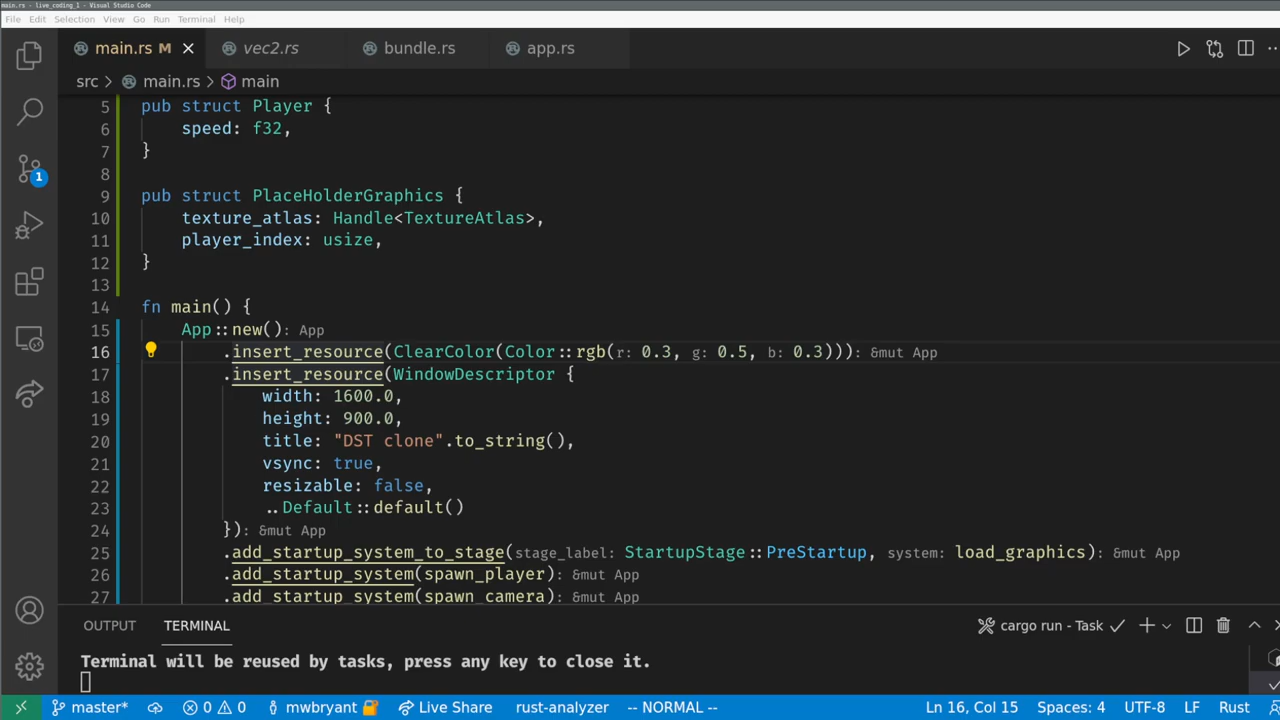 main.rs - live_coding_1 - Visual Studio Code
File Edit Selection View Go Run Terminal Help
main.rs M vec2.rs bundle.rs app.rs
src > main.rs > main
5 pub struct Player {
6 speed: f32,
7 }
8
9 pub struct PlaceHolderGraphics {
10 texture_atlas: Handle<TextureAtlas>,
11 player_index: usize,
12 }
13
14 fn main() {
15 App::new(): App
16 .insert_resource(ClearColor(Color::rgb(r: 0.3, g: 0.5, b: 0.3))): &mut App
17 .insert_resource(WindowDescriptor {
18 width: 1600.0,
19 height: 900.0,
20 title: "DST clone".to_string(),
21 vsync: true,
22 resizable: false,
23 ..Default::default()
24 }): &mut App
25 .add_startup_system_to_stage(stage_label: StartupStage::PreStartup, system: load_graphics): &mut App
26 .add_startup_system(spawn_player): &mut App
27 .add_startup_system(spawn_camera): &mut App
1
OUTPUT TERMINAL cargo run - Task
Terminal will be reused by tasks, press any key to close it.
master* 0 0 mwbryant Live Share rust-analyzer -- NORMAL -- Ln 16, Col 15 Spaces: 4 UTF-8 LF Rust